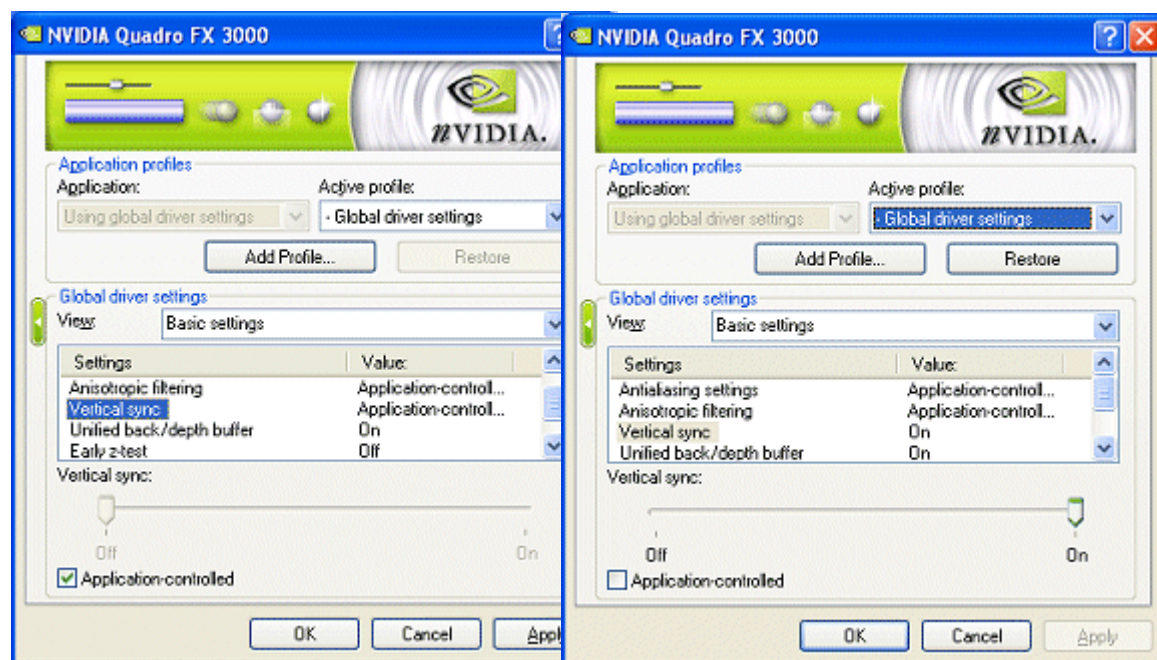 NVIDIA Quadro FX 3000
nVIDIA.
Application profiles
Application:
Active profile:
Using global driver settings
- Global driver settings
Add Profile...
Restore
Global driver settings
View:
Basic settings
Settings
Value:
Anisotropic filtering
Application-controll...
Vertical sync
Application-controll...
Unified back/depth buffer
On
Early z-test
Off
Vertical sync:
Off
On
Application-controlled
OK
Cancel
Appl
NVIDIA Quadro FX 3000
?
nVIDIA.
Application profiles
Application:
Active profile:
Using global driver settings
- Global driver settings
Add Profile...
Restore
Global driver settings
View:
Basic settings
Settings
Value:
Antialiasing settings
Application-controll...
Anisotropic filtering
Application-controll...
Vertical sync
On
Unified back/depth buffer
On
Vertical sync:
Off
On
Application-controlled
OK
Cancel
Apply